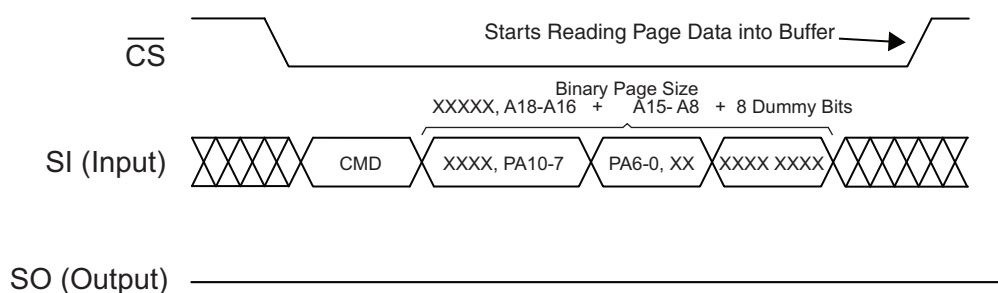 Starts Reading Page Data into Buffer
CS
Binary Page Size
XXXXX, A18-A16 + A15- A8 + 8 Dummy Bits
SI (Input) CMD XXXX, PA10-7 PA6-0, XX XXXX XXXX
SO (Output)